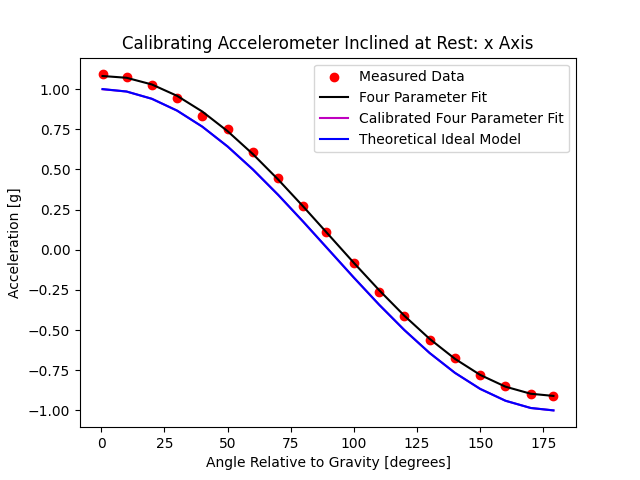 Calibrating Accelerometer Inclined at Rest: x Axis
Measured Data
Four Parameter Fit
Calibrated Four Parameter Fit
Theoretical Ideal Model
Acceleration [g]
1.00
0.75
0.50
0.25
0.00
−0.25
−0.50
−0.75
−1.00
0 25 50 75 100 125 150 175
Angle Relative to Gravity [degrees]